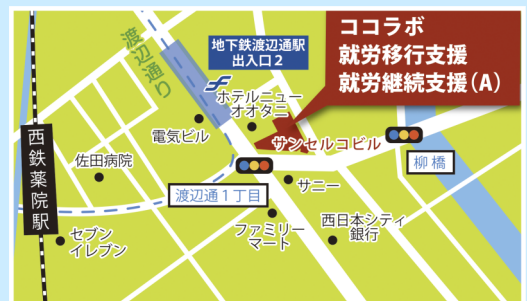 ココラボ
就労移行支援
就労継続支援(A)
地下鉄渡辺通駅
出入口2
渡辺通り
ホテルニュー
オオタニ
電気ビル
サンセルコビル
柳橋
西鉄薬院駅
佐田病院
渡辺通1丁目
サニー
ファミリー
マート
西日本シティ
銀行
セブン
イレブン